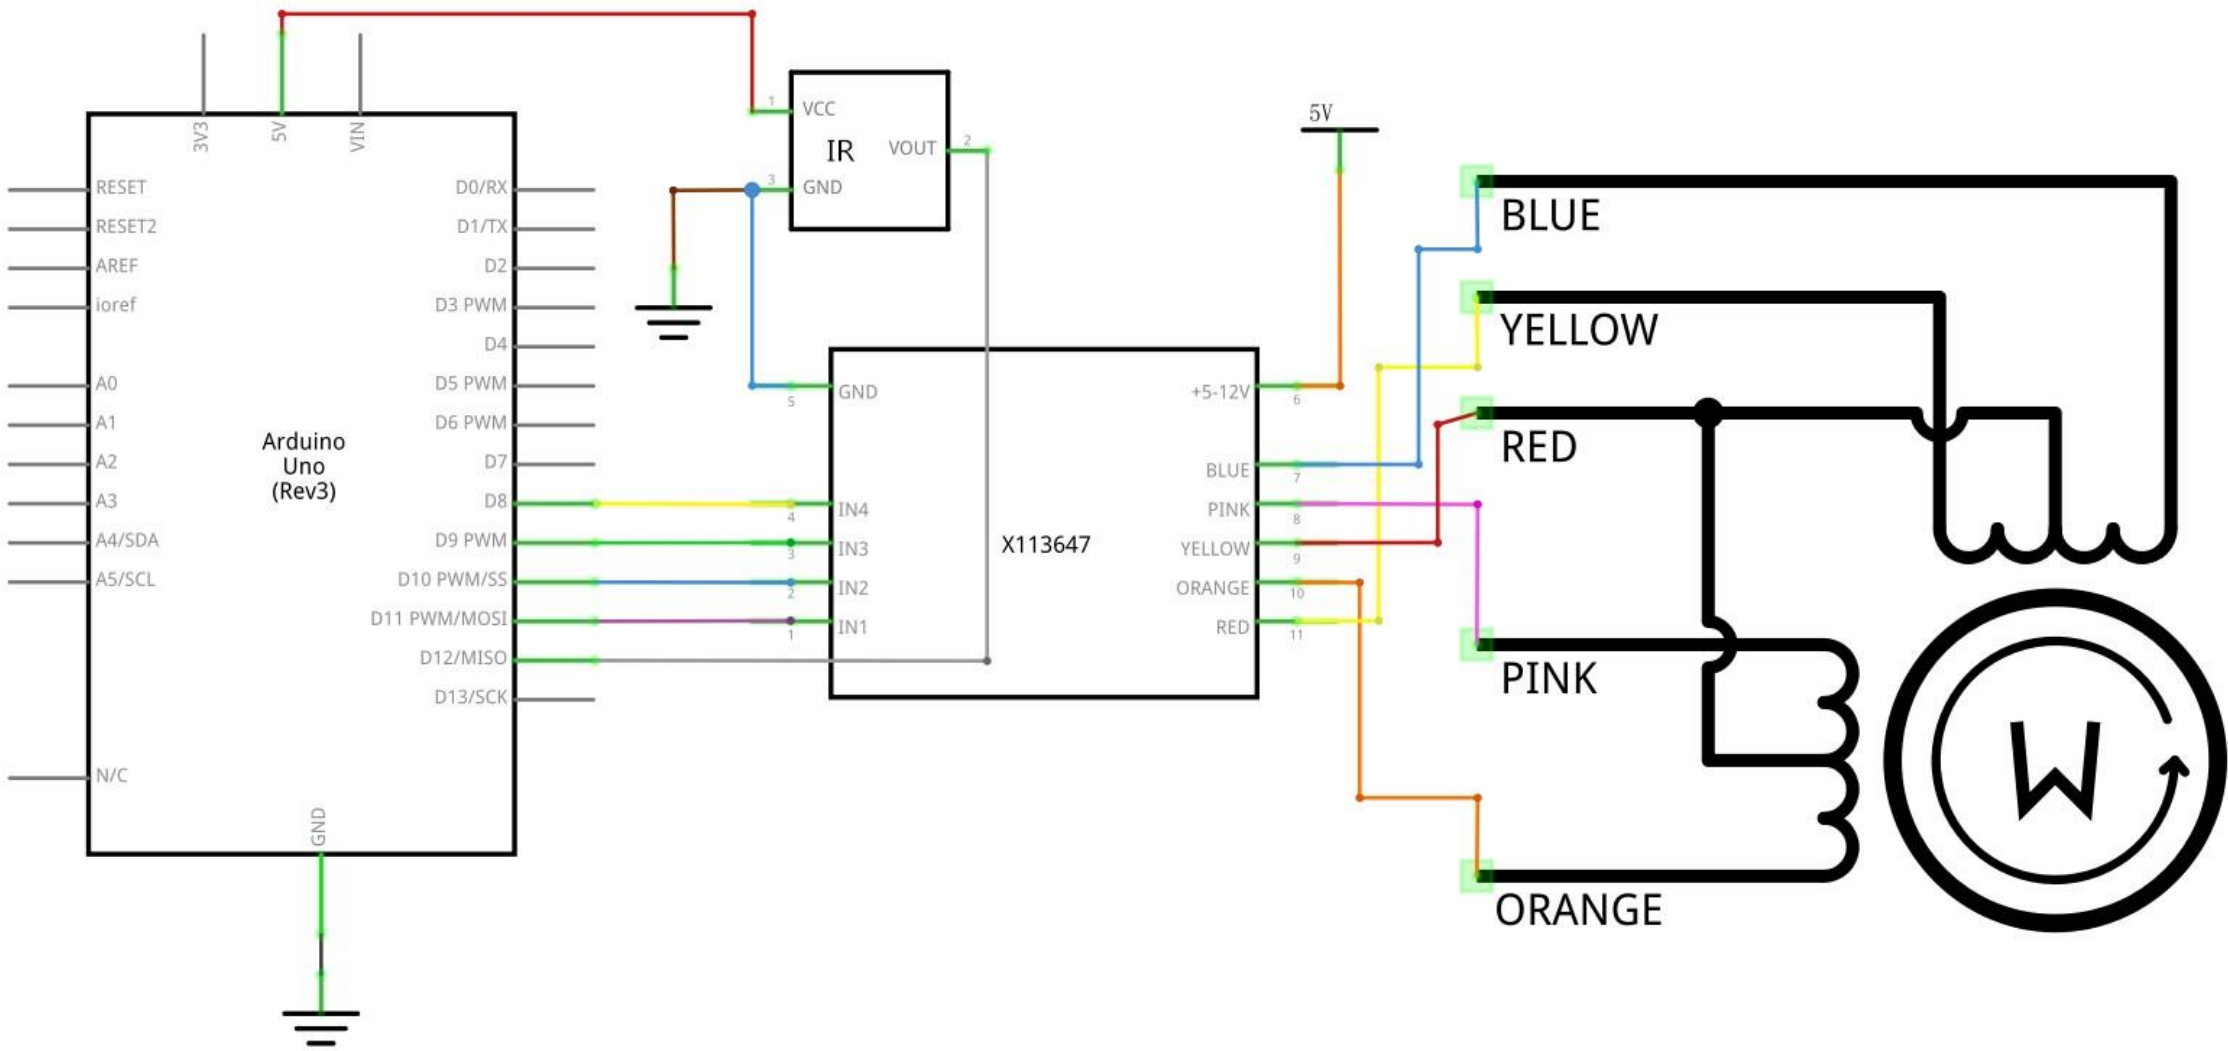 3V3
5V
VIN
RESET
RESET2
AREF
ioref
A0
A1
A2
A3
A4/SDA
A5/SCL
N/C
Arduino
Uno
(Rev3)
D0/RX
D1/TX
D2
D3 PWM
D4
D5 PWM
D6 PWM
D7
D8
D9 PWM
D10 PWM/SS
D11 PWM/MOSI
D12/MISO
D13/SCK
GND
1
VCC
IR
VOUT
2
3
GND
GND
5
IN4
4
IN3
3
IN2
2
IN1
1
X113647
5V
+5-12V
6
BLUE
7
PINK
8
YELLOW
9
ORANGE
10
RED
11
BLUE
YELLOW
RED
PINK
ORANGE